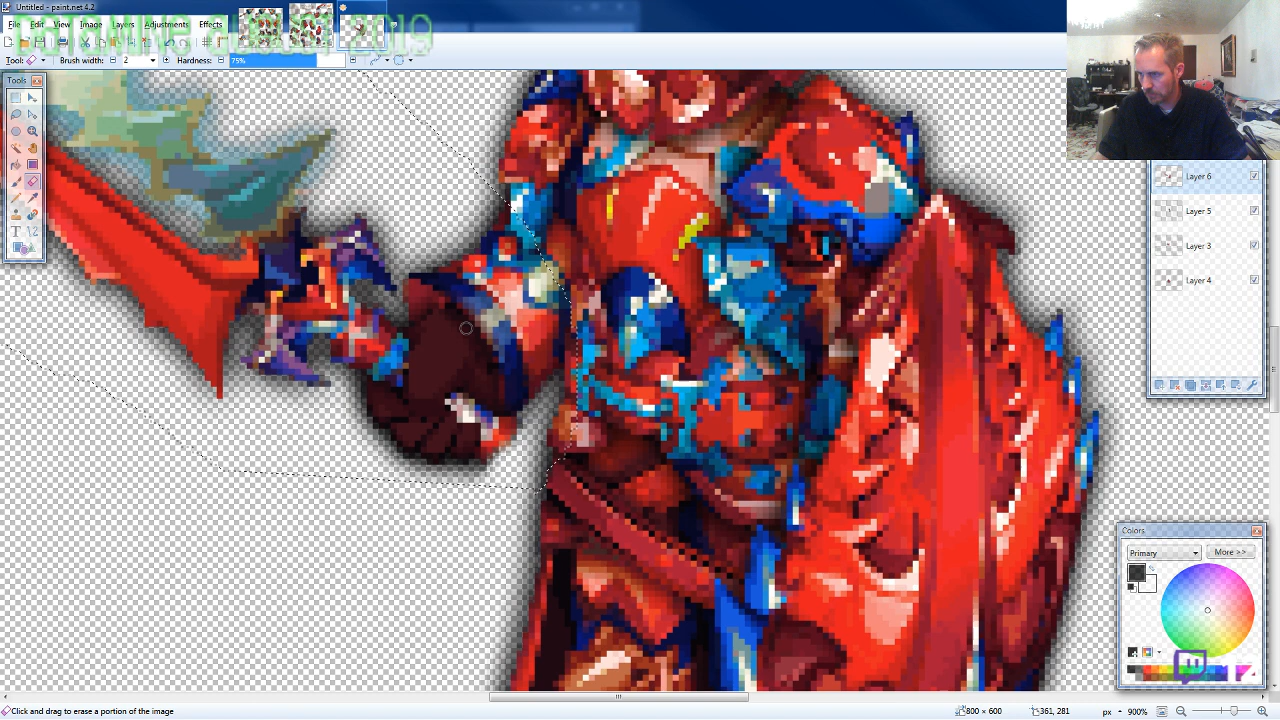 Untitled - paint.net 4.2
File Edit View Image Layers Adjustments Effects
Tool: Brush width: 2 Hardness: 75%
Tools
Layer 6
Layer 5
Layer 3
Layer 4
Colors
Primary
More >>
Click and drag to erase a portion of the image
800 × 600
361, 281
px
900%